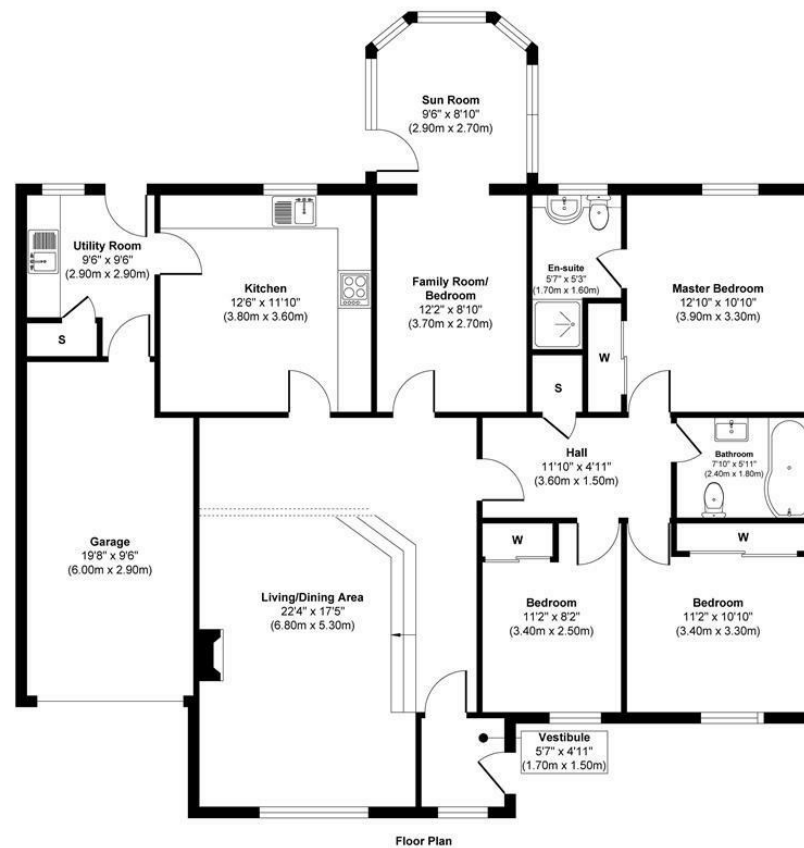 Sun Room
9'6" x 8'10"
(2.90m x 2.70m)
Utility Room
9'6" x 9'6"
(2.90m x 2.90m)
S
Kitchen
12'6" x 11'10"
(3.80m x 3.60m)
Family Room/
Bedroom
12'2" x 8'10"
(3.70m x 2.70m)
En-suite
5'7" x 5'3"
(1.70m x 1.60m)
W
S
Master Bedroom
12'10" x 10'10"
(3.90m x 3.30m)
Hall
11'10" x 4'11"
(3.60m x 1.50m)
Bathroom
7'10" x 5'11"
(2.40m x 1.80m)
Garage
19'8" x 9'6"
(6.00m x 2.90m)
Living/Dining Area
22'4" x 17'5"
(6.80m x 5.30m)
W
Bedroom
11'2" x 8'2"
(3.40m x 2.50m)
W
Bedroom
11'2" x 10'10"
(3.40m x 3.30m)
Vestibule
5'7" x 4'11"
(1.70m x 1.50m)
Floor Plan